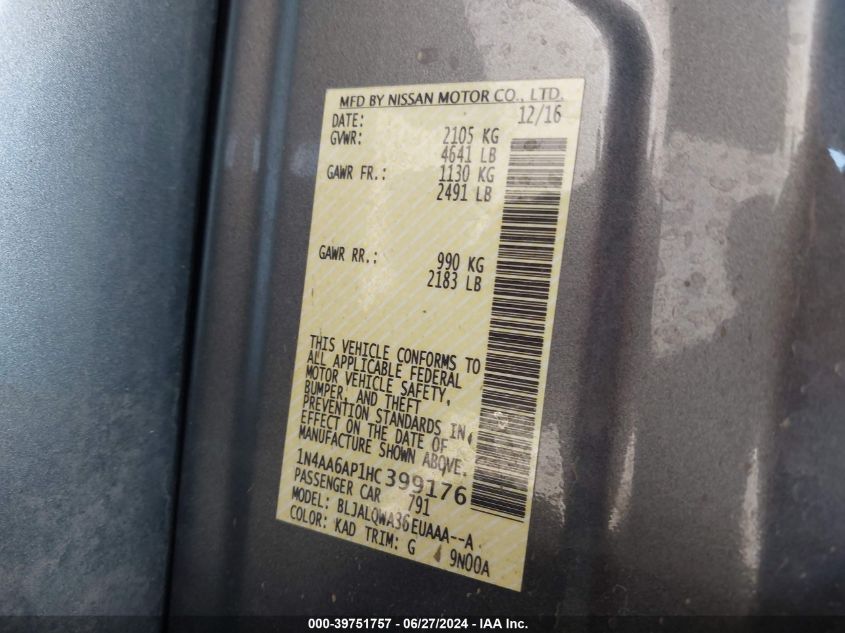 MFD BY NISSAN MOTOR CO., LTD.
DATE: 12/16
GVWR: 2105 KG
4641 LB
GAWR FR.: 1130 KG
2491 LB
GAWR RR.: 990 KG
2183 LB
THIS VEHICLE CONFORMS TO
ALL APPLICABLE FEDERAL
MOTOR VEHICLE SAFETY,
BUMPER, AND THEFT
PREVENTION STANDARDS IN
EFFECT ON THE DATE OF
MANUFACTURE SHOWN ABOVE.
1N4AA6AP1HC399176
PASSENGER CAR 791
MODEL: BLJALQWA36EUAAA--A
COLOR: KAD TRIM: G 9N00A
000-39751757 - 06/27/2024 - IAA Inc.